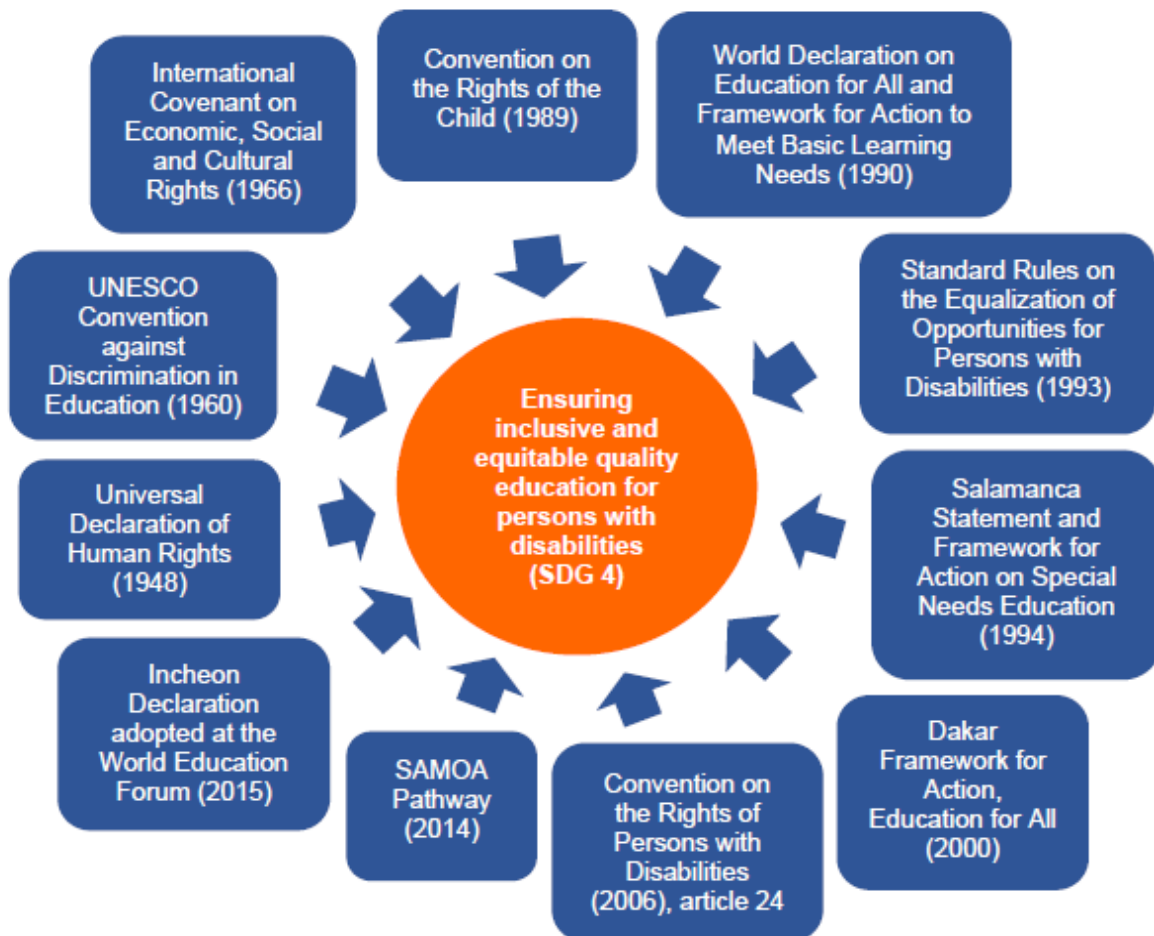 International
Covenant on
Economic, Social
and Cultural
Rights (1966)
Convention on
the Rights of the
Child (1989)
World Declaration on
Education for All and
Framework for Action to
Meet Basic Learning
Needs (1990)
UNESCO
Convention
against
Discrimination in
Education (1960)
Standard Rules on
the Equalization of
Opportunities for
Persons with
Disabilities (1993)
Ensuring
inclusive and
equitable quality
education for
persons with
disabilities
(SDG 4)
Universal
Declaration of
Human Rights
(1948)
Salamanca
Statement and
Framework for
Action on Special
Needs Education
(1994)
Incheon
Declaration
adopted at the
World Education
Forum (2015)
SAMOA
Pathway
(2014)
Convention on
the Rights of
Persons with
Disabilities
(2006), article 24
Dakar
Framework for
Action,
Education for All
(2000)